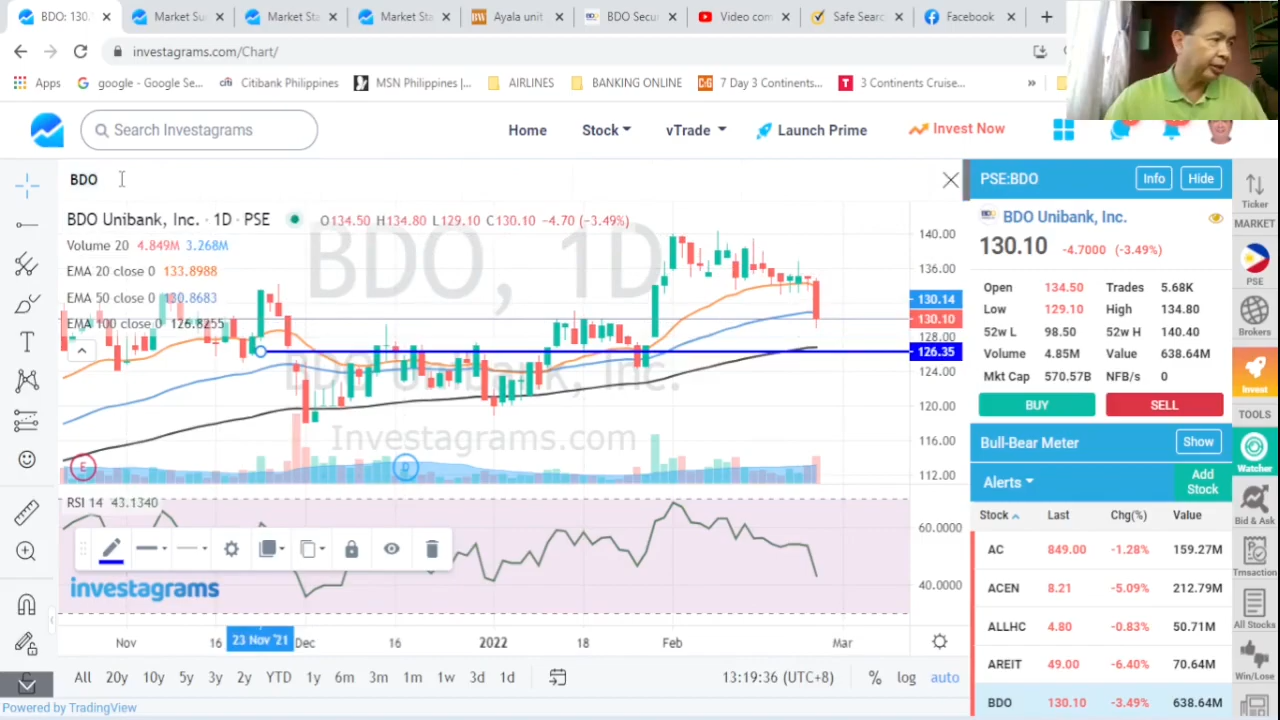 BDO: 130.1
Market Su
Market Sta
Market Sta
Ayala unit
BDO Secu
Video com
Safe Searc
Facebook
investagrams.com/Chart/
Apps
google - Google Se...
Citibank Philippines
MSN Philippines |...
AIRLINES
BANKING ONLINE
7 Day 3 Continents...
3 Continents Cruise...
»
Search Investagrams
Home
Stock
vTrade
Launch Prime
Invest Now
BDO
BDO Unibank, Inc. · 1D · PSE
O134.50 H134.80 L129.10 C130.10 -4.70 (-3.49%)
Volume 20 4.849M 3.268M
EMA 20 close 0 133.8988
EMA 50 close 0 130.8683
EMA 100 close 0 126.8255
BDO, 1D
BDO Unibank, Inc.
Investagrams.com
140.00
136.00
130.14
130.10
128.00
126.35
124.00
120.00
116.00
112.00
E
D
RSI 14 43.1340
60.0000
40.0000
investagrams
Nov
16
23 Nov '21
Dec
16
2022
18
Feb
Mar
All 20y 10y 5y 3y 2y YTD 1y 6m 3m 1m 1w 3d 1d
13:19:36 (UTC+8)
% log auto
Powered by TradingView
PSE:BDO
Info
Hide
BDO Unibank, Inc.
130.10 -4.7000 (-3.49%)
Open 134.50 Trades 5.68K
Low 129.10 High 134.80
52w L 98.50 52w H 140.40
Volume 4.85M Value 638.64M
Mkt Cap 570.57B NFB/s 0
BUY
SELL
Bull-Bear Meter
Show
Alerts
Add Stock
Stock Last Chg(%) Value
AC 849.00 -1.28% 159.27M
ACEN 8.21 -5.09% 212.79M
ALLHC 4.80 -0.83% 50.71M
AREIT 49.00 -6.40% 70.64M
BDO 130.10 -3.49% 638.64M
Ticker
MARKET
PSE
Brokers
Invest
TOOLS
Watcher
Bid & Ask
Trnsaction
All Stocks
Win/Lose